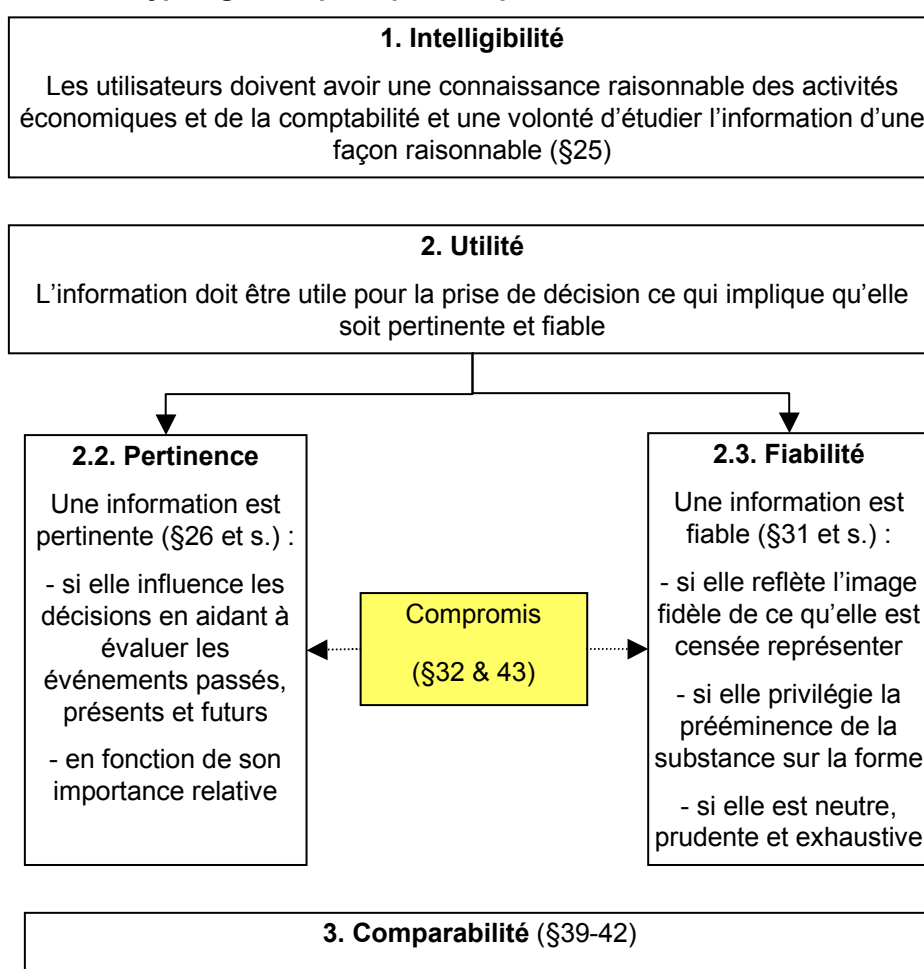 1. Intelligibilité
Les utilisateurs doivent avoir une connaissance raisonnable des activités
économiques et de la comptabilité et une volonté d’étudier l’information d’une
façon raisonnable (§25)
2. Utilité
L’information doit être utile pour la prise de décision ce qui implique qu’elle
soit pertinente et fiable
2.2. Pertinence
Une information est
pertinente (§26 et s.) :
- si elle influence les
décisions en aidant à
évaluer les
événements passés,
présents et futurs
- en fonction de son
importance relative
Compromis
(§32 & 43)
2.3. Fiabilité
Une information est
fiable (§31 et s.) :
- si elle reflète l’image
fidèle de ce qu’elle est
censée représenter
- si elle privilégie la
prééminence de la
substance sur la forme
- si elle est neutre,
prudente et exhaustive
3. Comparabilité (§39-42)